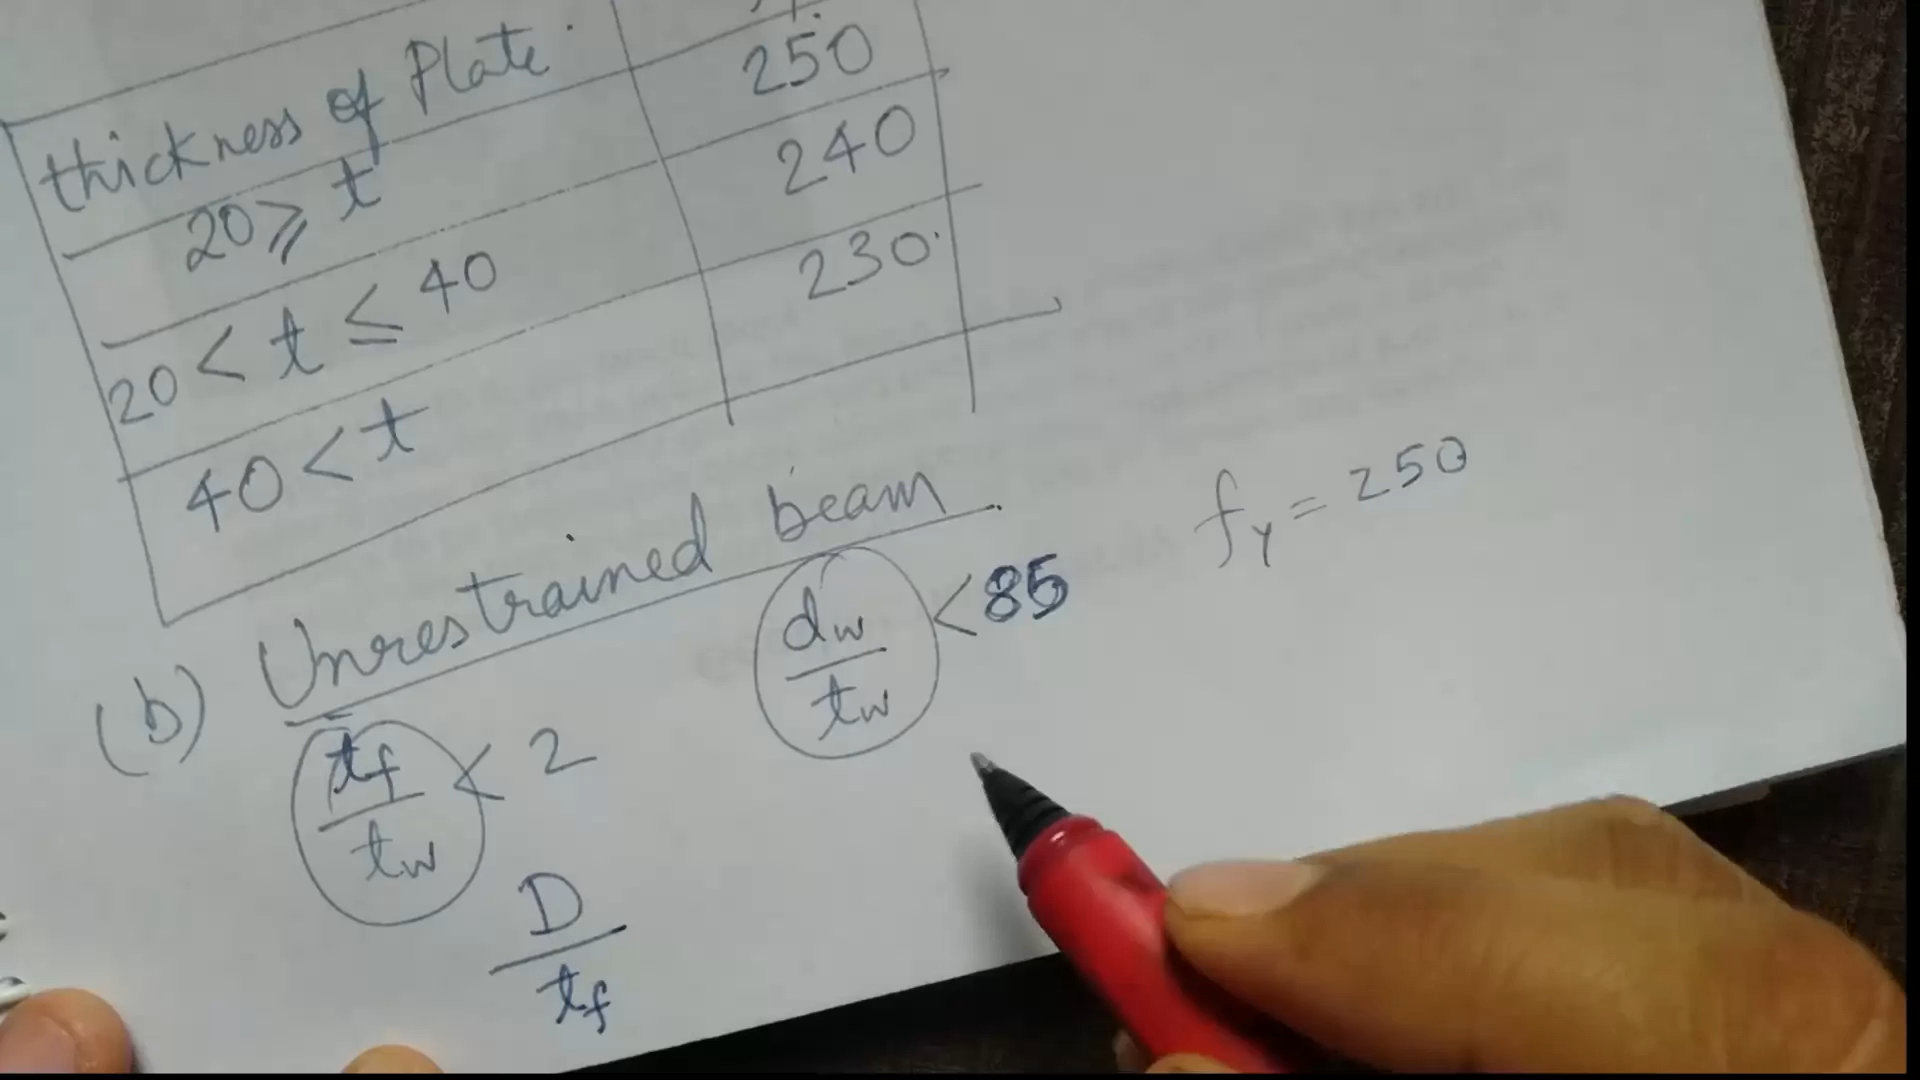 thickness of Plate
20 ⩾ t 250
20 < t ≤ 40 240
40 < t 230
(b) Unrestrained beam
fy = 250
tf/tw < 2 dw/tw < 85
D/tf